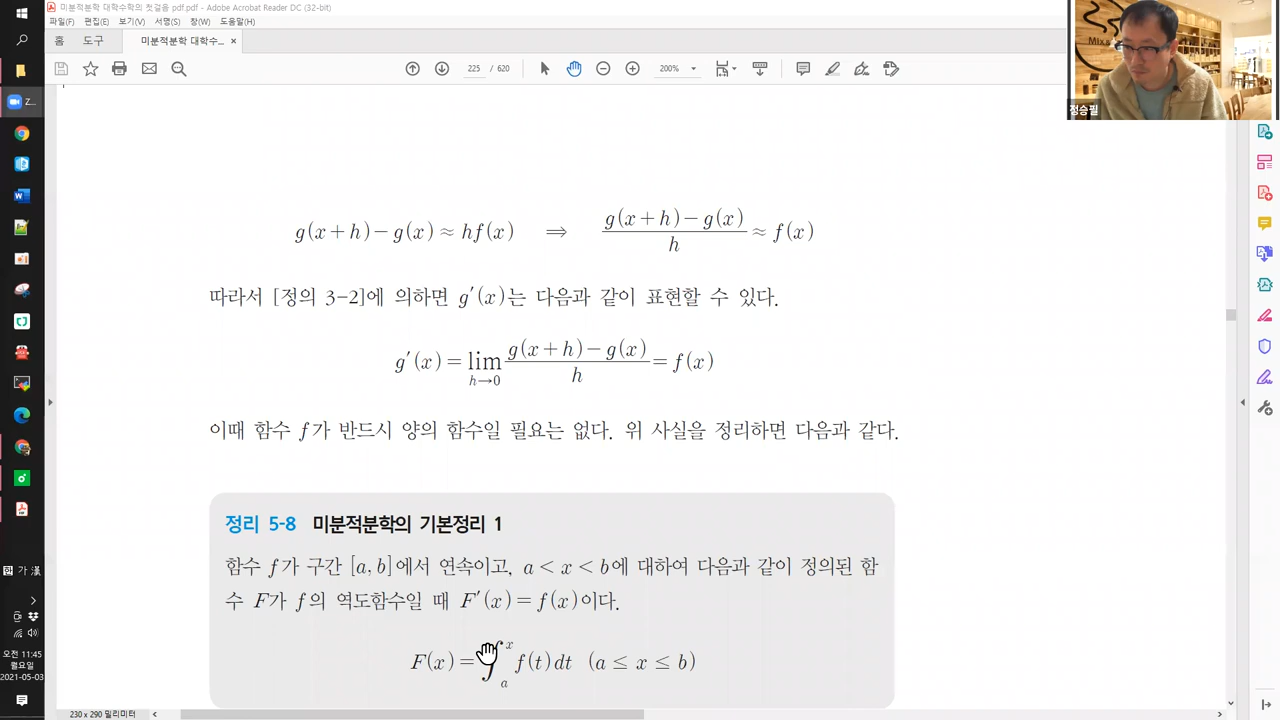 미분적분학 대학수학의 첫걸음 pdf.pdf - Adobe Acrobat Reader DC (32-bit)
파일(F) 편집(E) 보기(V) 서명(S) 창(W) 도움말(H)
홈 도구 미분적분학 대학수... ×
225 / 620 200%
정승필
g(x+h)−g(x)≈hf(x) ⟹ \frac{g(x+h)−g(x)}{h} ≈ f(x)
따라서 [정의 3-2]에 의하면 g′(x)는 다음과 같이 표현할 수 있다.
g′(x) = \lim_{h→0} \frac{g(x+h)−g(x)}{h} = f(x)
이때 함수 f가 반드시 양의 함수일 필요는 없다. 위 사실을 정리하면 다음과 같다.
정리 5-8 미분적분학의 기본정리 1
함수 f가 구간 [a, b]에서 연속이고, a < x < b에 대하여 다음과 같이 정의된 함
수 F가 f의 역도함수일 때 F′(x) = f(x)이다.
F(x) = ∫_a^x f(t)dt (a ≤ x ≤ b)
Z...
한 가 漢
오전 11:45
월요일
2021-05-03
230 x 290 밀리미터